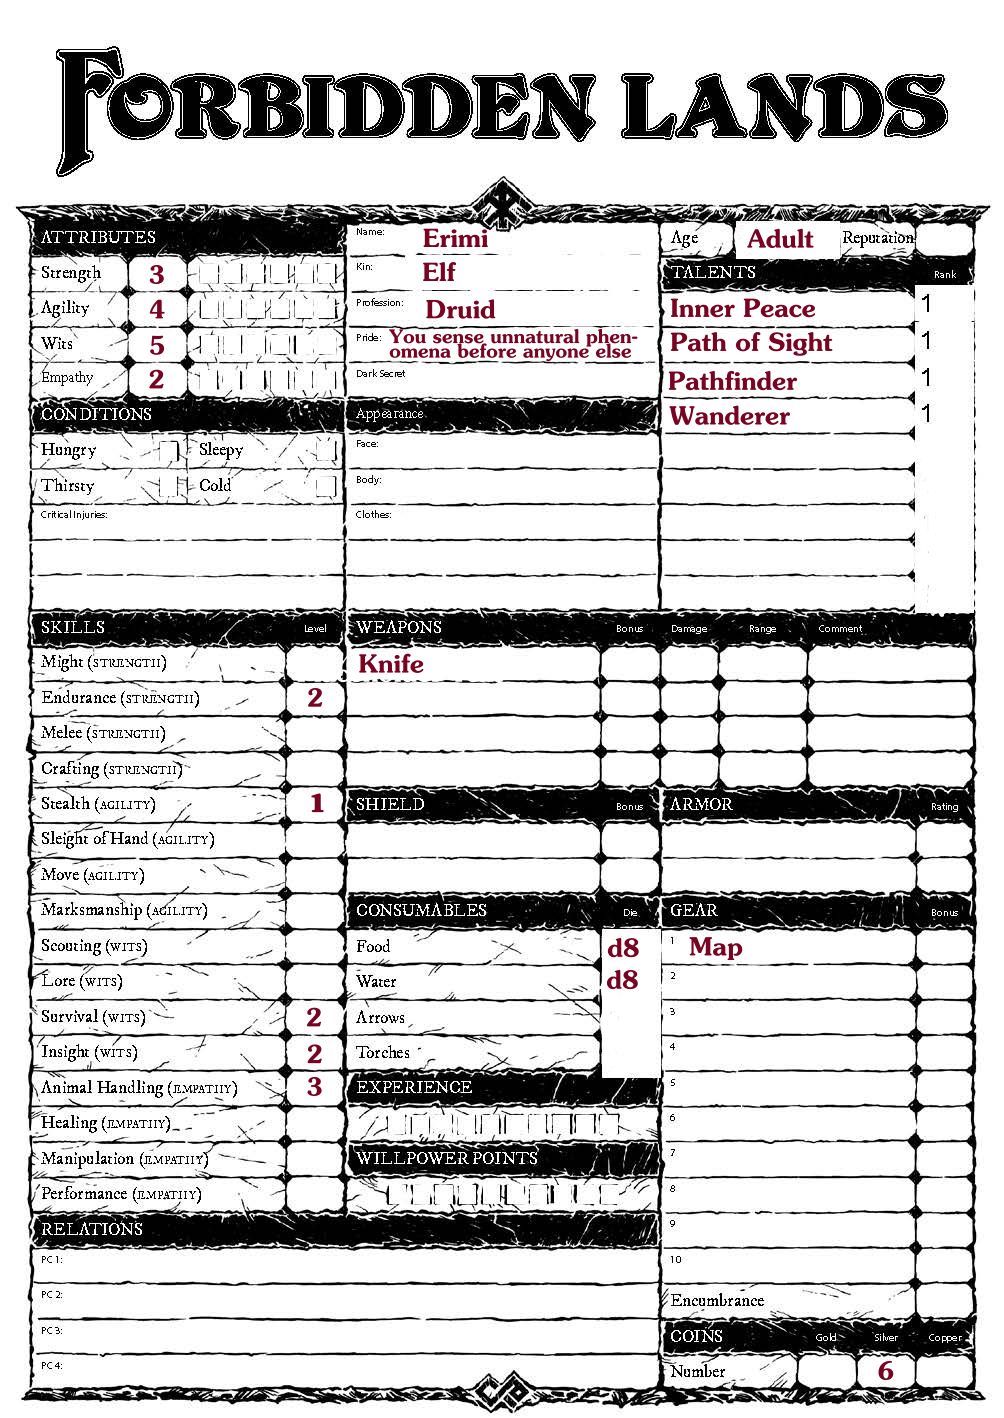 FORBIDDEN LANDS
ATTRIBUTES
Strength 3
Agility 4
Wits 5
Empathy 2
Name: Erimi
Kin: Elf
Profession: Druid
Pride: You sense unnatural phen-
omena before anyone else
Dark Secret
Age Adult Reputation
TALENTS Rank
Inner Peace 1
Path of Sight 1
Pathfinder 1
Wanderer 1
CONDITIONS
Hungry Sleepy
Thirsty Cold
Critical Injuries:
Appearance
Face:
Body:
Clothes:
SKILLS Level
Might (STRENGTH)
Endurance (STRENGTH) 2
Melee (STRENGTH)
Crafting (STRENGTH)
Stealth (AGILITY) 1
Sleight of Hand (AGILITY)
Move (AGILITY)
Marksmanship (AGILITY)
Scouting (WITS)
Lore (WITS)
Survival (WITS) 2
Insight (WITS) 2
Animal Handling (EMPATHY) 3
Healing (EMPATHY)
Manipulation (EMPATHY)
Performance (EMPATHY)
WEAPONS Bonus Damage Range Comment
Knife
SHIELD Bonus
ARMOR Rating
CONSUMABLES Die
Food d8
Water d8
Arrows
Torches
EXPERIENCE
WILLPOWER POINTS
GEAR Bonus
1 Map
2
3
4
5
6
7
8
9
10
Encumbrance
RELATIONS
PC 1:
PC 2:
PC 3:
PC 4:
COINS Gold Silver Copper
Number 6